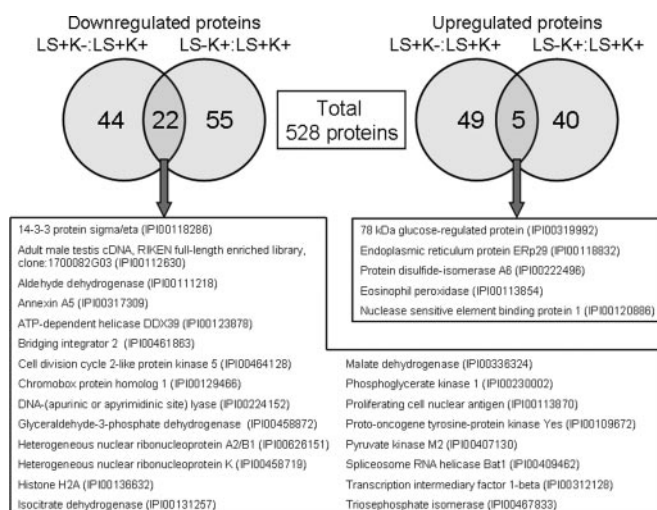 Downregulated proteins
LS+K-:LS+K+ LS-K+:LS+K+
44 22 55
Total
528 proteins
Upregulated proteins
LS+K-:LS+K+ LS-K+:LS+K+
49 5 40
14-3-3 protein sigma/eta (IPI00118286)
Adult male testis cDNA, RIKEN full-length enriched library,
clone:1700082G03 (IPI00112630)
Aldehyde dehydrogenase (IPI00111218)
Annexin A5 (IPI00317309)
ATP-dependent helicase DDX39 (IPI00123878)
Bridging integrator 2 (IPI00461863)
Cell division cycle 2-like protein kinase 5 (IPI00464128)
Chromobox protein homolog 1 (IPI00129466)
DNA-(apurinic or apyrimidinic site) lyase (IPI00224152)
Glyceraldehyde-3-phosphate dehydrogenase (IPI00458872)
Heterogeneous nuclear ribonucleoprotein A2/B1 (IPI00626151)
Heterogeneous nuclear ribonucleoprotein K (IPI00458719)
Histone H2A (IPI00136632)
Isocitrate dehydrogenase (IPI00131257)
Malate dehydrogenase (IPI00336324)
Phosphoglycerate kinase 1 (IPI00230002)
Proliferating cell nuclear antigen (IPI00113870)
Proto-oncogene tyrosine-protein kinase Yes (IPI00109672)
Pyruvate kinase M2 (IPI00407130)
Spliceosome RNA helicase Bat1 (IPI00409462)
Transcription intermediary factor 1-beta (IPI00312128)
Triosephosphate isomerase (IPI00467833)
78 kDa glucose-regulated protein (IPI00319992)
Endoplasmic reticulum protein ERp29 (IPI00118832)
Protein disulfide-isomerase A6 (IPI00222496)
Eosinophil peroxidase (IPI00113854)
Nuclease sensitive element binding protein 1 (IPI00120886)